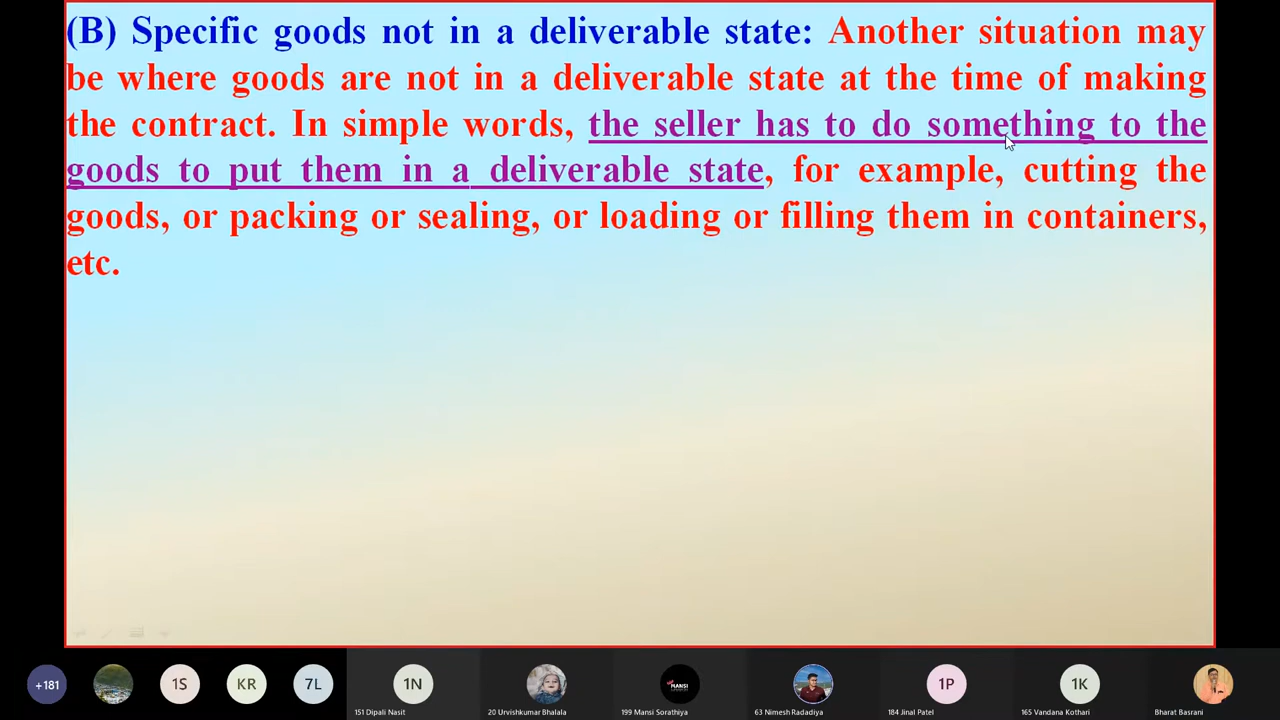 (B) Specific goods not in a deliverable state: Another situation may
be where goods are not in a deliverable state at the time of making
the contract. In simple words, the seller has to do something to the
goods to put them in a deliverable state, for example, cutting the
goods, or packing or sealing, or loading or filling them in containers,
etc.
+181
1S
KR
7L
1N
MANSI
1P
1K
151 Dipali Nasit
20 Urvishkumar Bhalala
199 Mansi Sorathiya
63 Nimesh Radadiya
184 Jinal Patel
165 Vandana Kothari
Bharat Basrani